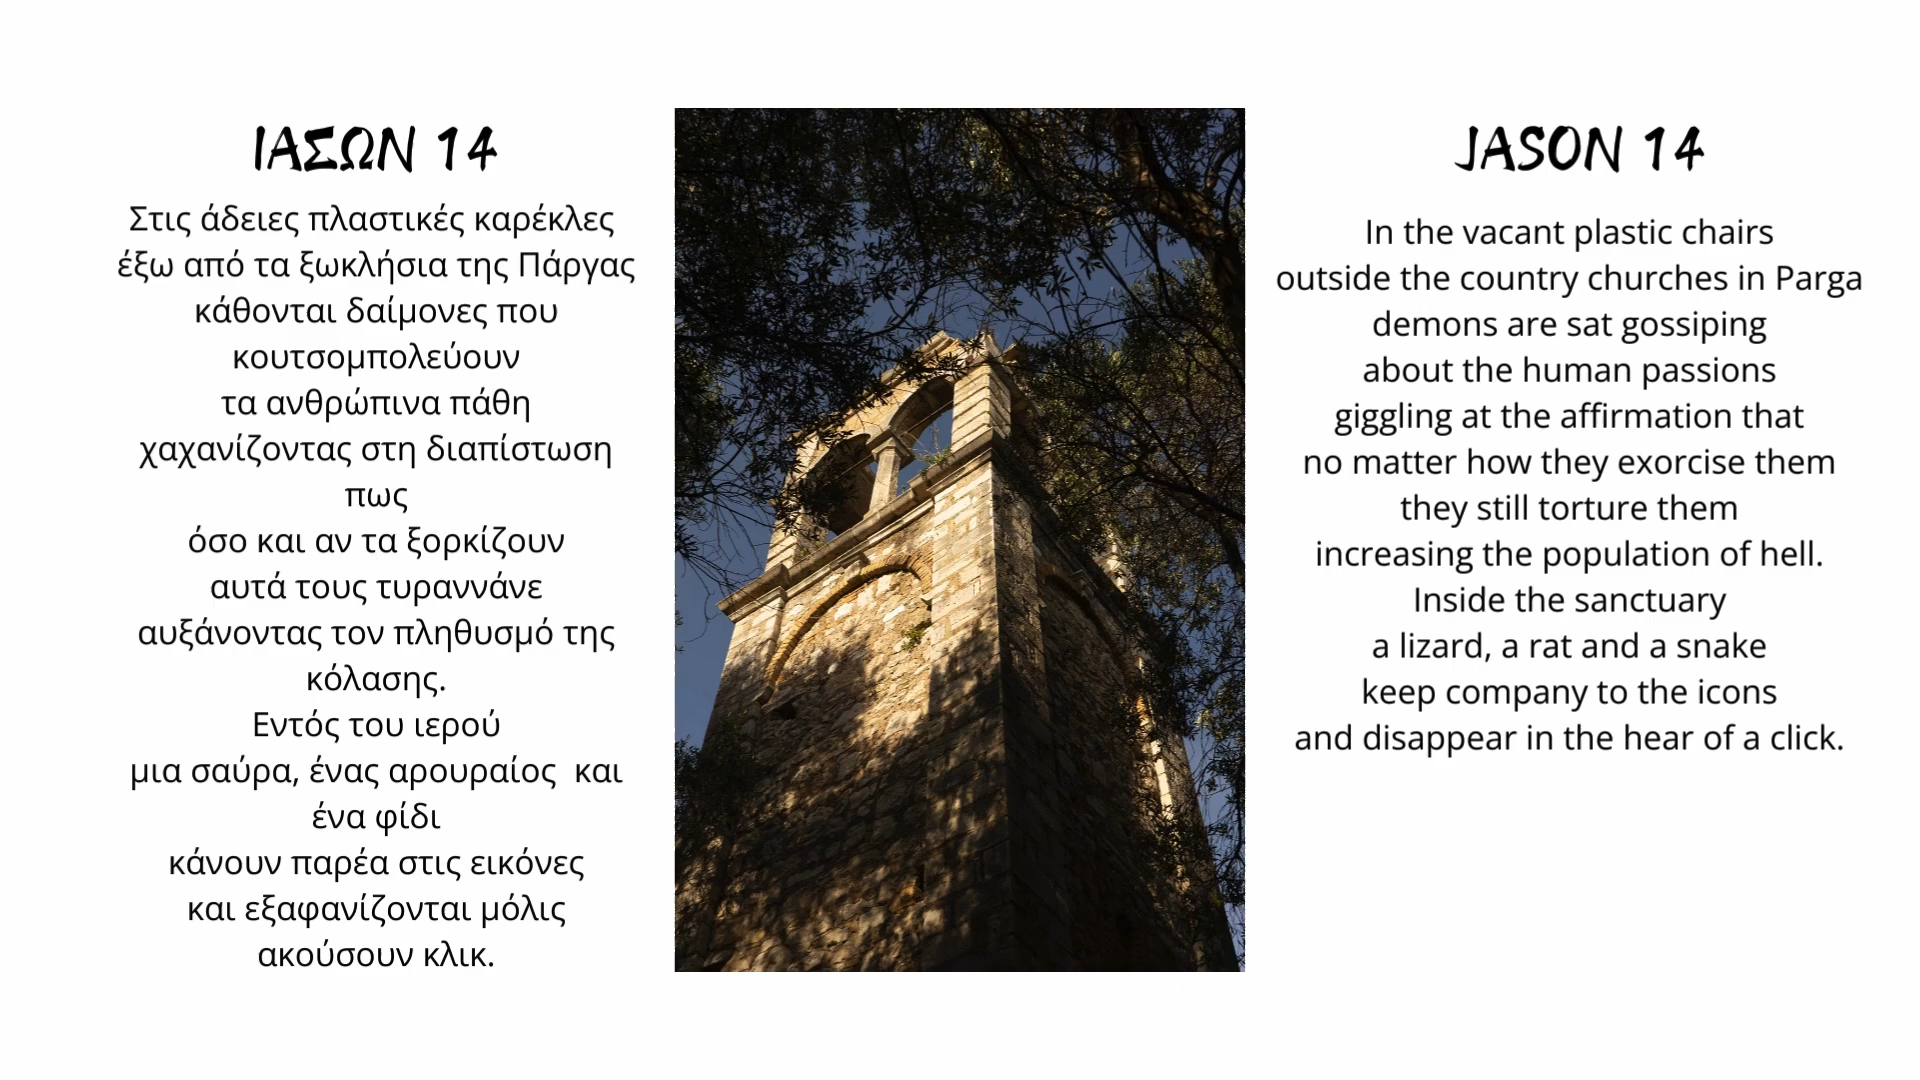 ΙΑΣΩΝ 14
Στις άδειες πλαστικές καρέκλες
έξω από τα ξωκλήσια της Πάργας
κάθονται δαίμονες που
κουτσομπολεύουν
τα ανθρώπινα πάθη
χαχανίζοντας στη διαπίστωση
πως
όσο και αν τα ξορκίζουν
αυτά τους τυραννάνε
αυξάνοντας τον πληθυσμό της
κόλασης.
Εντός του ιερού
μια σαύρα, ένας αρουραίος  και
ένα φίδι
κάνουν παρέα στις εικόνες
και εξαφανίζονται μόλις
ακούσουν κλικ.
JASON 14
In the vacant plastic chairs
outside the country churches in Parga
demons are sat gossiping
about the human passions
giggling at the affirmation that
no matter how they exorcise them
they still torture them
increasing the population of hell.
Inside the sanctuary
a lizard, a rat and a snake
keep company to the icons
and disappear in the hear of a click.